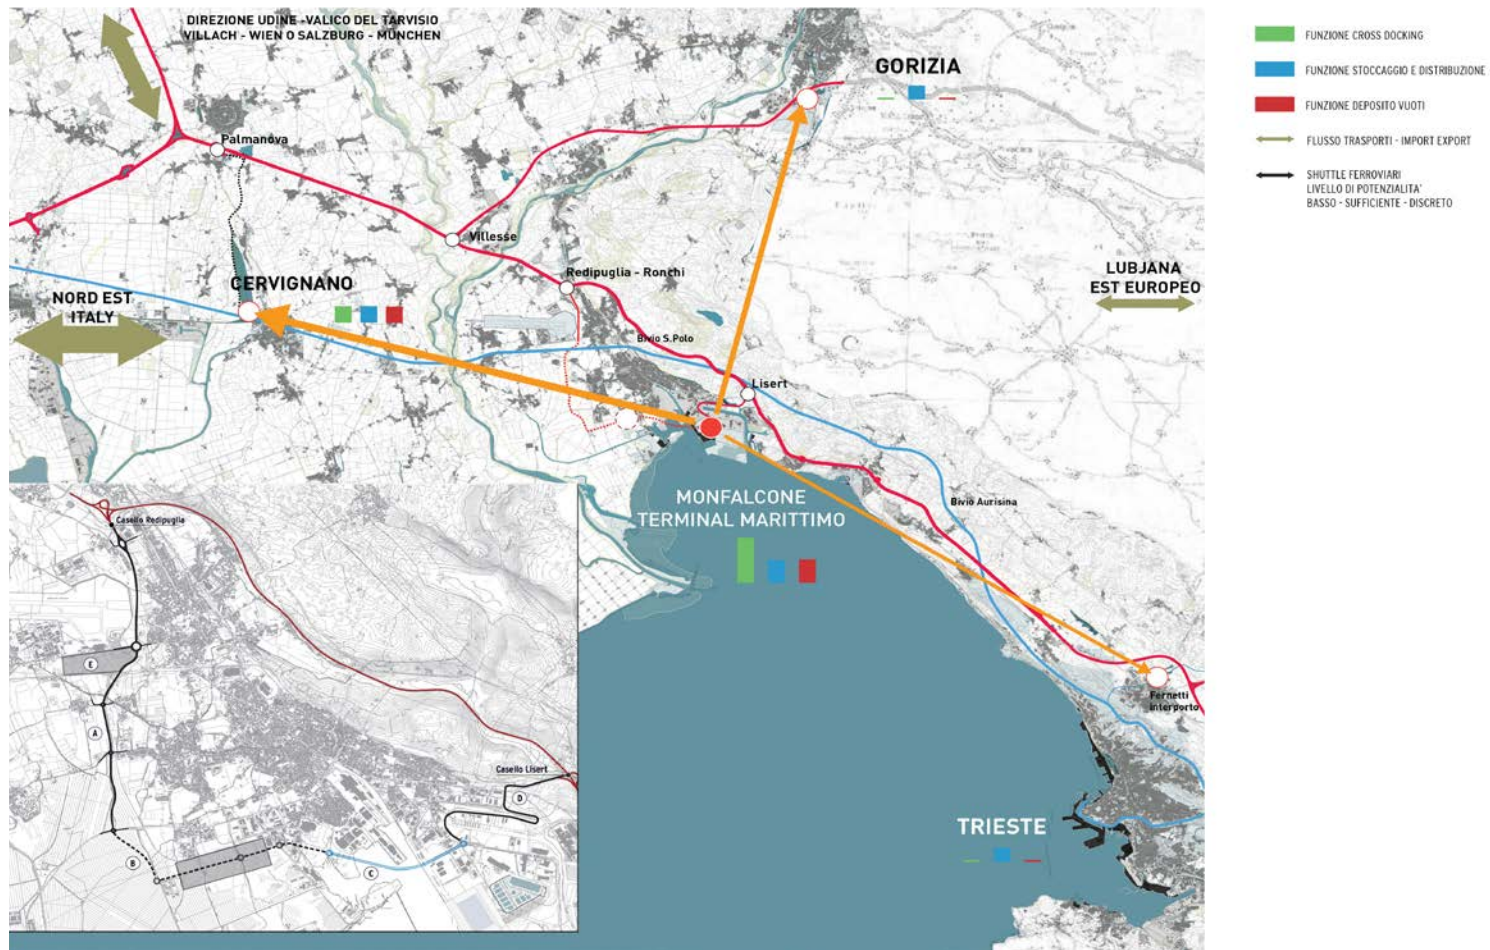 DIREZIONE UDINE -VALICO DEL TARVISIO
VILLACH - WIEN O SALZBURG - MÜNCHEN
GORIZIA
Palmanova
Villesse
CERVIGNANO
Redipuglia - Ronchi
NORD EST
ITALY
LUBJANA
EST EUROPEO
Bivio S.Polo
Lisert
MONFALCONE
TERMINAL MARITTIMO
Bivio Aurisina
Fernetti
interporto
TRIESTE
Casello Redipuglia
E
A
B
C
D
Casello Lisert
FUNZIONE CROSS DOCKING
FUNZIONE STOCCAGGIO E DISTRIBUZIONE
FUNZIONE DEPOSITO VUOTI
FLUSSO TRASPORTI - IMPORT EXPORT
SHUTTLE FERROVIARI
LIVELLO DI POTENZIALITA'
BASSO - SUFFICIENTE - DISCRETO